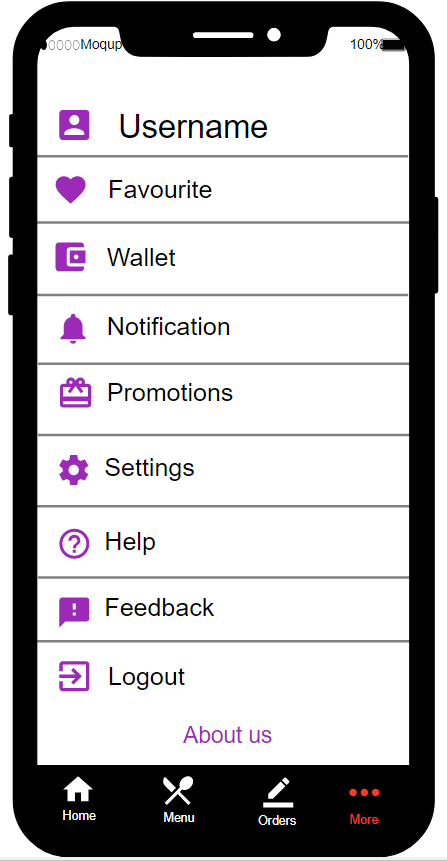 Moqup 100%
Username
Favourite
Wallet
Notification
Promotions
Settings
Help
Feedback
Logout
About us
Home Menu Orders More